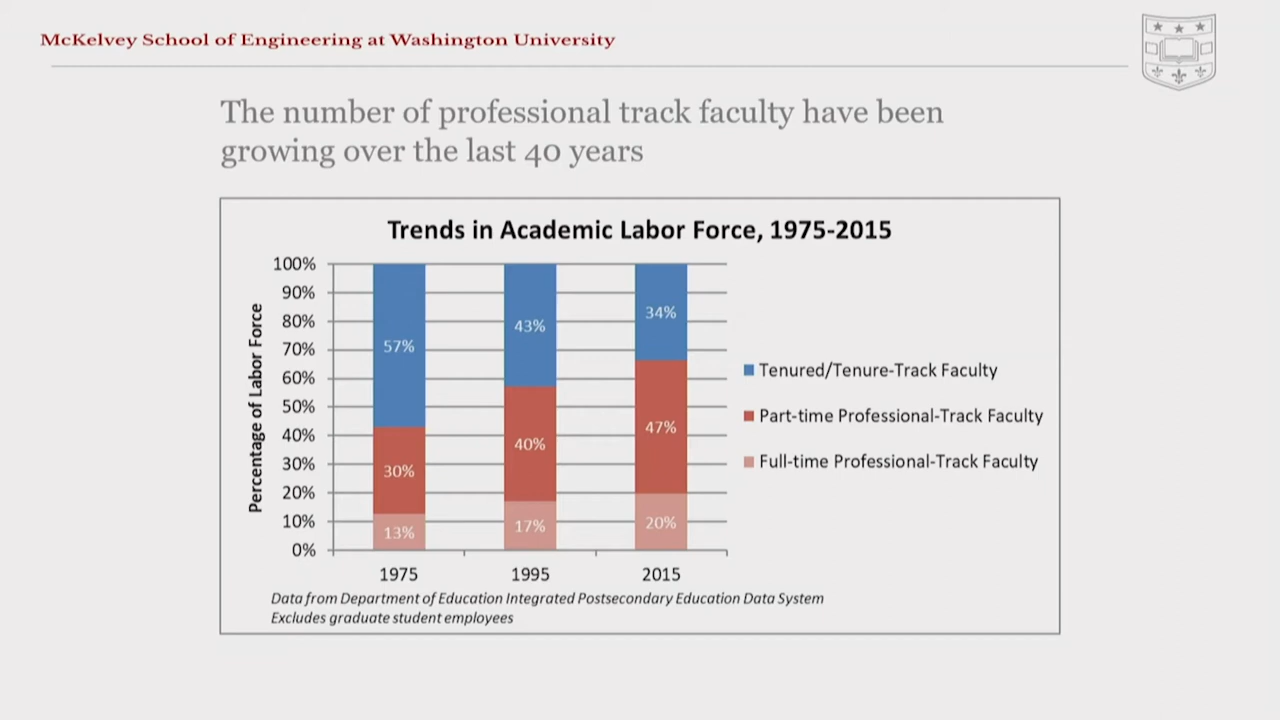 McKelvey School of Engineering at Washington University
The number of professional track faculty have been
growing over the last 40 years
Trends in Academic Labor Force, 1975-2015
Percentage of Labor Force
100%
90%
80%
70%
60%
50%
40%
30%
20%
10%
0%
57%
30%
13%
43%
40%
17%
34%
47%
20%
1975
1995
2015
Tenured/Tenure-Track Faculty
Part-time Professional-Track Faculty
Full-time Professional-Track Faculty
Data from Department of Education Integrated Postsecondary Education Data System
Excludes graduate student employees